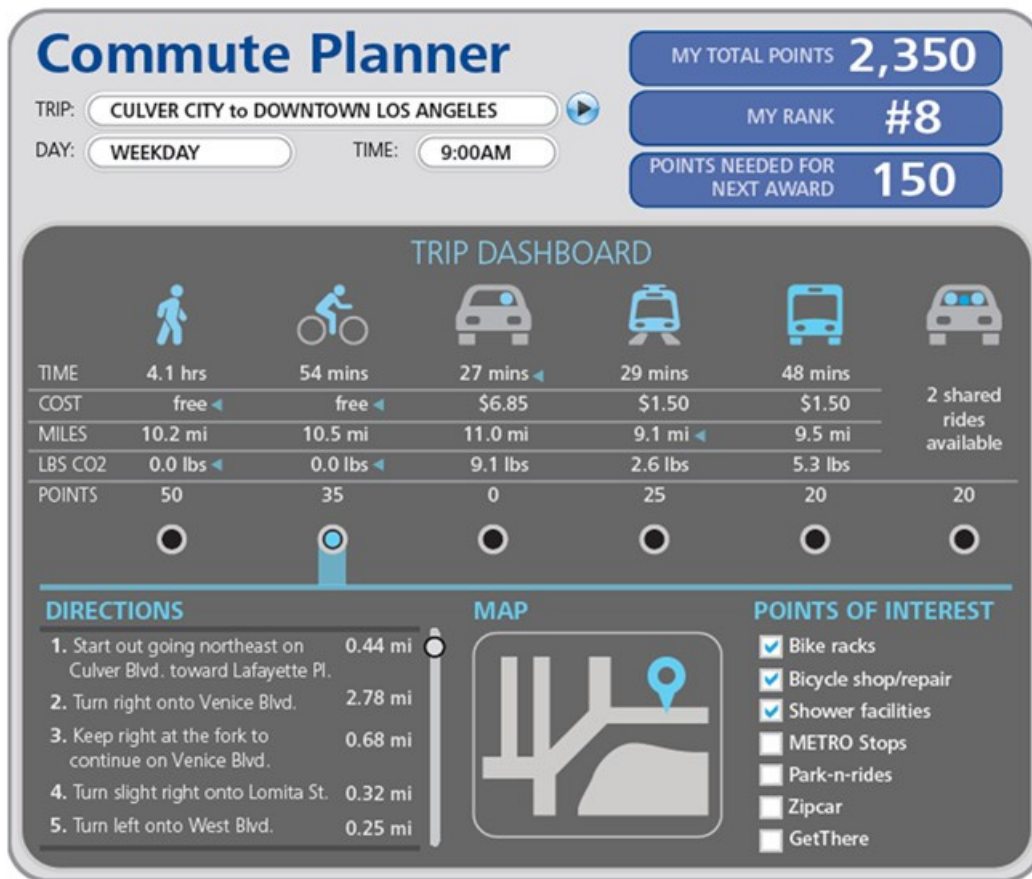 Commute Planner
TRIP: CULVER CITY to DOWNTOWN LOS ANGELES
DAY: WEEKDAY TIME: 9:00AM
MY TOTAL POINTS 2,350
MY RANK #8
POINTS NEEDED FOR
NEXT AWARD 150
TRIP DASHBOARD
TIME 4.1 hrs 54 mins 27 mins 29 mins 48 mins
COST free free $6.85 $1.50 $1.50
MILES 10.2 mi 10.5 mi 11.0 mi 9.1 mi 9.5 mi
LBS CO2 0.0 lbs 0.0 lbs 9.1 lbs 2.6 lbs 5.3 lbs
2 shared
rides
available
POINTS 50 35 0 25 20 20
DIRECTIONS
1. Start out going northeast on 0.44 mi
Culver Blvd. toward Lafayette Pl.
2. Turn right onto Venice Blvd. 2.78 mi
3. Keep right at the fork to
continue on Venice Blvd. 0.68 mi
4. Turn slight right onto Lomita St. 0.32 mi
5. Turn left onto West Blvd. 0.25 mi
MAP
POINTS OF INTEREST
Bike racks
Bicycle shop/repair
Shower facilities
METRO Stops
Park-n-rides
Zipcar
GetThere